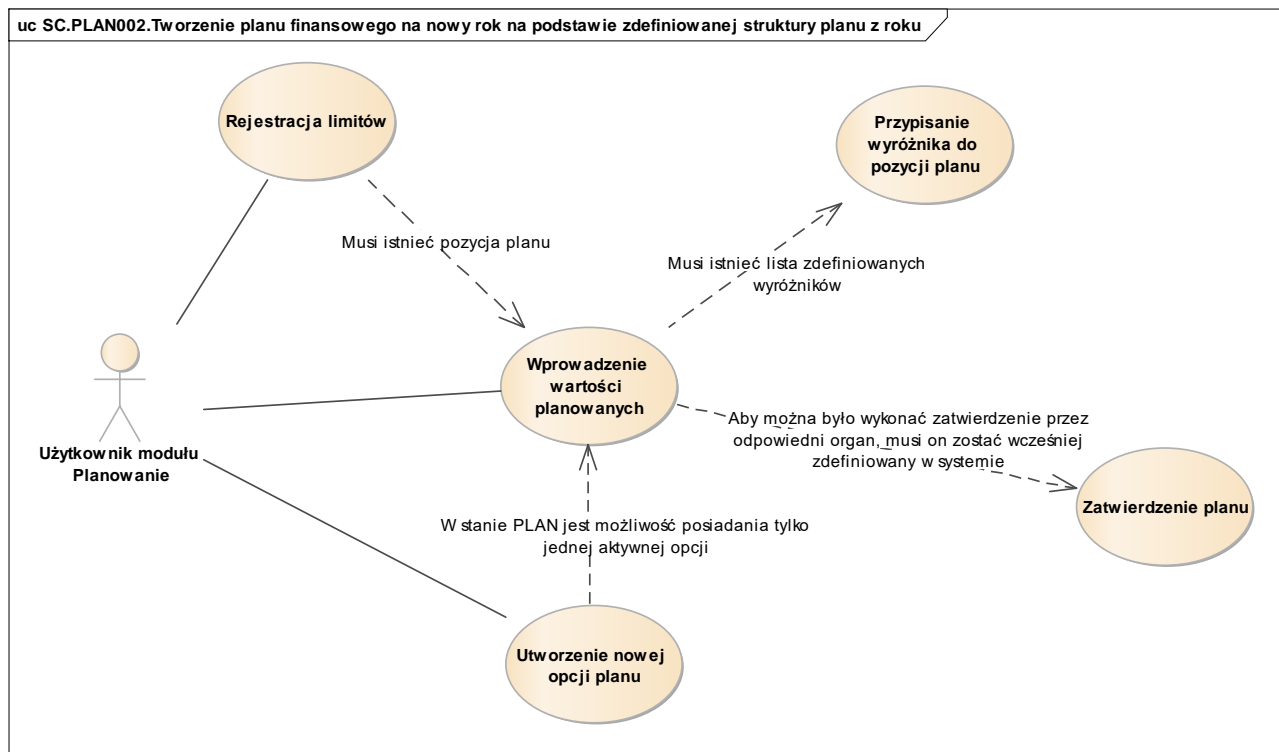 uc SC.PLAN002.Tworzenie planu finansowego na nowy rok na podstawie zdefiniowanej struktury planu z roku
Rejestracja limitów
Przypisanie
wyróżnika do
pozycji planu
Musi istnieć pozycja planu
Musi istnieć lista zdefiniowanych
wyróżników
Wprowadzenie
wartości
planowanych
Aby można było wykonać zatwierdzenie przez
odpowiedni organ, musi on zostać wcześniej
zdefiniowany w systemie
Użytkownik modułu
Planowanie
Zatwierdzenie planu
W stanie PLAN jest możliwość posiadania tylko
jednej aktywnej opcji
Utworzenie nowej
opcji planu